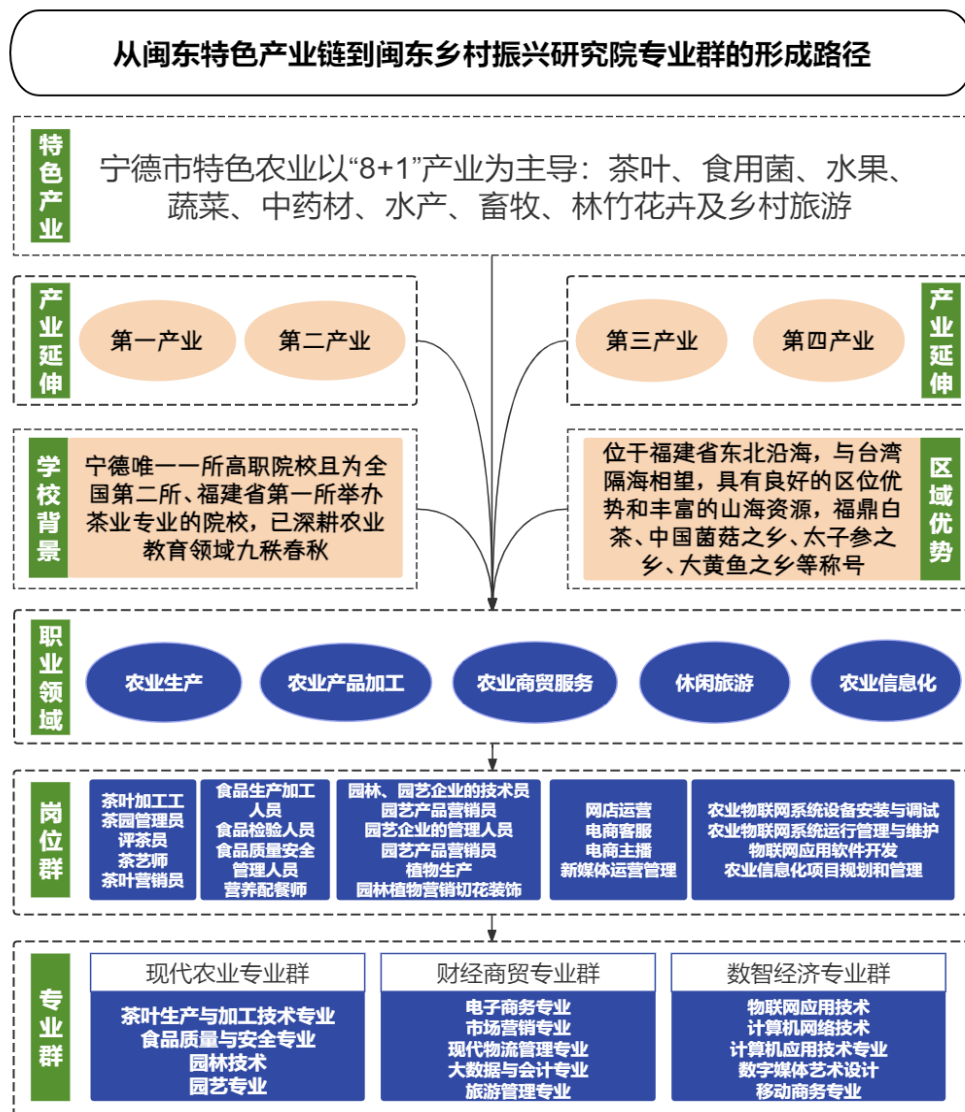 从闽东特色产业链到闽东乡村振兴研究院专业群的形成路径
特色产业
宁德市特色农业以“8+1”产业为主导：茶叶、食用菌、水果、
蔬菜、中药材、水产、畜牧、林竹花卉及乡村旅游
产业延伸
第一产业
第二产业
第三产业
第四产业
产业延伸
学校背景
宁德唯一一所高职院校且为全
国第二所、福建省第一所举办
茶业专业的院校，已深耕农业
教育领域九秩春秋
位于福建省东北沿海，与台湾
隔海相望，具有良好的区位优
势和丰富的山海资源，福鼎白
茶、中国菌菇之乡、太子参之
乡、大黄鱼之乡等称号
区域优势
职业领域
农业生产
农业产品加工
农业商贸服务
休闲旅游
农业信息化
岗位群
茶叶加工工
茶园管理员
评茶员
茶艺师
茶叶营销员
食品生产加工
人员
食品检验人员
食品质量安全
管理人员
营养配餐师
园林、园艺企业的技术员
园艺产品营销员
园艺企业的管理人员
园艺产品营销员
植物生产
园林植物营销切花装饰
网店运营
电商客服
电商主播
新媒体运营管理
农业物联网系统设备安装与调试
农业物联网系统运行管理与维护
物联网应用软件开发
农业信息化项目规划和管理
专业群
现代农业专业群
茶叶生产与加工技术专业
食品质量与安全专业
园林技术
园艺专业
财经商贸专业群
电子商务专业
市场营销专业
现代物流管理专业
大数据与会计专业
旅游管理专业
数智经济专业群
物联网应用技术
计算机网络技术
计算机应用技术专业
数字媒体艺术设计
移动商务专业